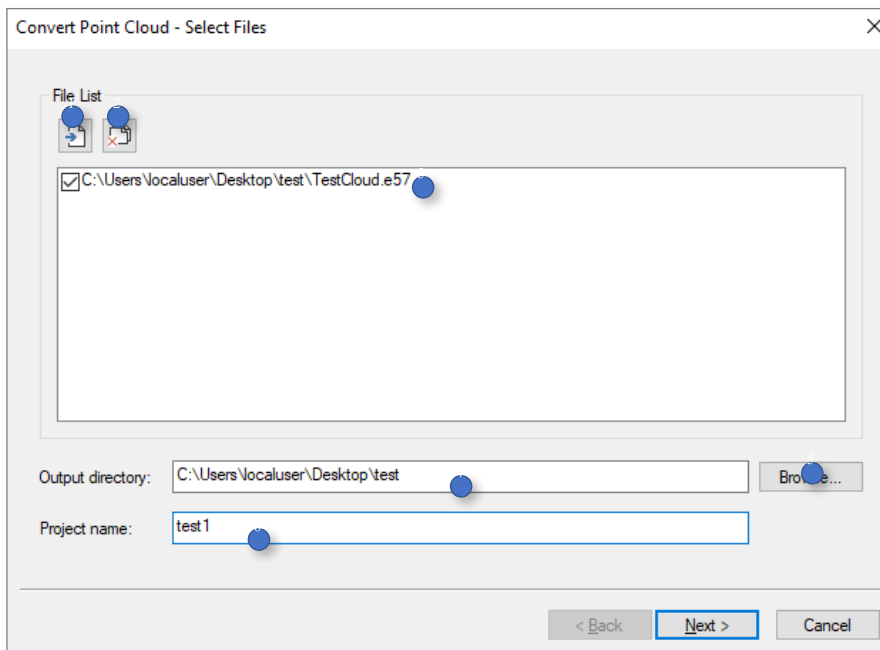 Convert Point Cloud - Select Files
File List
C:\Users\localuser\Desktop\test\TestCloud.e57
Output directory:
C:\Users\localuser\Desktop\test
Project name:
test1
< Back
Next >
Cancel